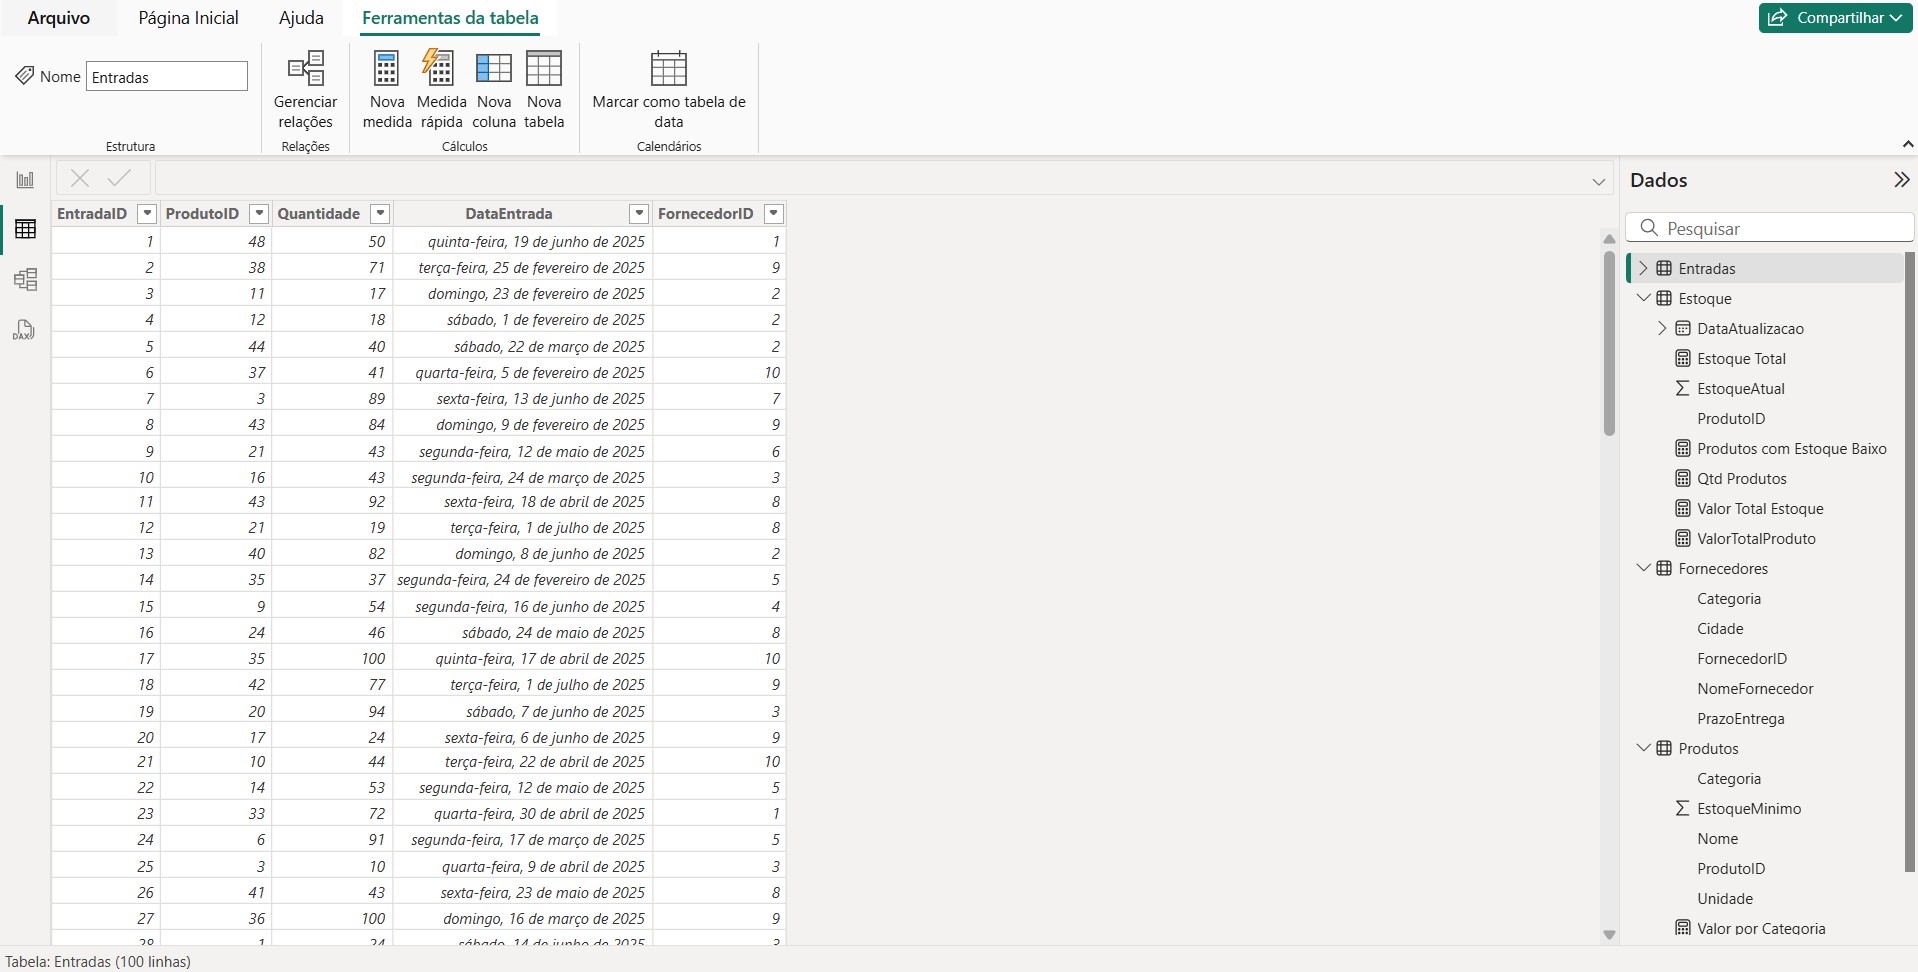 Arquivo Página Inicial Ajuda Ferramentas da tabela Compartilhar
Nome Entradas
Gerenciar relações
Nova medida
Medida rápida
Nova coluna
Nova tabela
Marcar como tabela de data
Estrutura Relações Cálculos Calendários
EntradaID ProdutoID Quantidade DataEntrada FornecedorID
1 48 50 quinta-feira, 19 de junho de 2025 1
2 38 71 terça-feira, 25 de fevereiro de 2025 9
3 11 17 domingo, 23 de fevereiro de 2025 2
4 12 18 sábado, 1 de fevereiro de 2025 2
5 44 40 sábado, 22 de março de 2025 2
6 37 41 quarta-feira, 5 de fevereiro de 2025 10
7 3 89 sexta-feira, 13 de junho de 2025 7
8 43 84 domingo, 9 de fevereiro de 2025 9
9 21 43 segunda-feira, 12 de maio de 2025 6
10 16 43 segunda-feira, 24 de março de 2025 3
11 43 92 sexta-feira, 18 de abril de 2025 8
12 21 19 terça-feira, 1 de julho de 2025 8
13 40 82 domingo, 8 de junho de 2025 2
14 35 37 segunda-feira, 24 de fevereiro de 2025 5
15 9 54 segunda-feira, 16 de junho de 2025 4
16 24 46 sábado, 24 de maio de 2025 8
17 35 100 quinta-feira, 17 de abril de 2025 10
18 42 77 terça-feira, 1 de julho de 2025 9
19 20 94 sábado, 7 de junho de 2025 3
20 17 24 sexta-feira, 6 de junho de 2025 9
21 10 44 terça-feira, 22 de abril de 2025 10
22 14 53 segunda-feira, 12 de maio de 2025 5
23 33 72 quarta-feira, 30 de abril de 2025 1
24 6 91 segunda-feira, 17 de março de 2025 5
25 3 10 quarta-feira, 9 de abril de 2025 3
26 41 43 sexta-feira, 23 de maio de 2025 8
27 36 100 domingo, 16 de março de 2025 9
28 1 24 sábado, 14 de junho de 2025
DAX
Dados
Pesquisar
Entradas
Estoque
DataAtualizacao
Estoque Total
EstoqueAtual
ProdutoID
Produtos com Estoque Baixo
Qtd Produtos
Valor Total Estoque
ValorTotalProduto
Fornecedores
Categoria
Cidade
FornecedorID
NomeFornecedor
PrazoEntrega
Produtos
Categoria
EstoqueMinimo
Nome
ProdutoID
Unidade
Valor por Categoria
Tabela: Entradas (100 linhas)